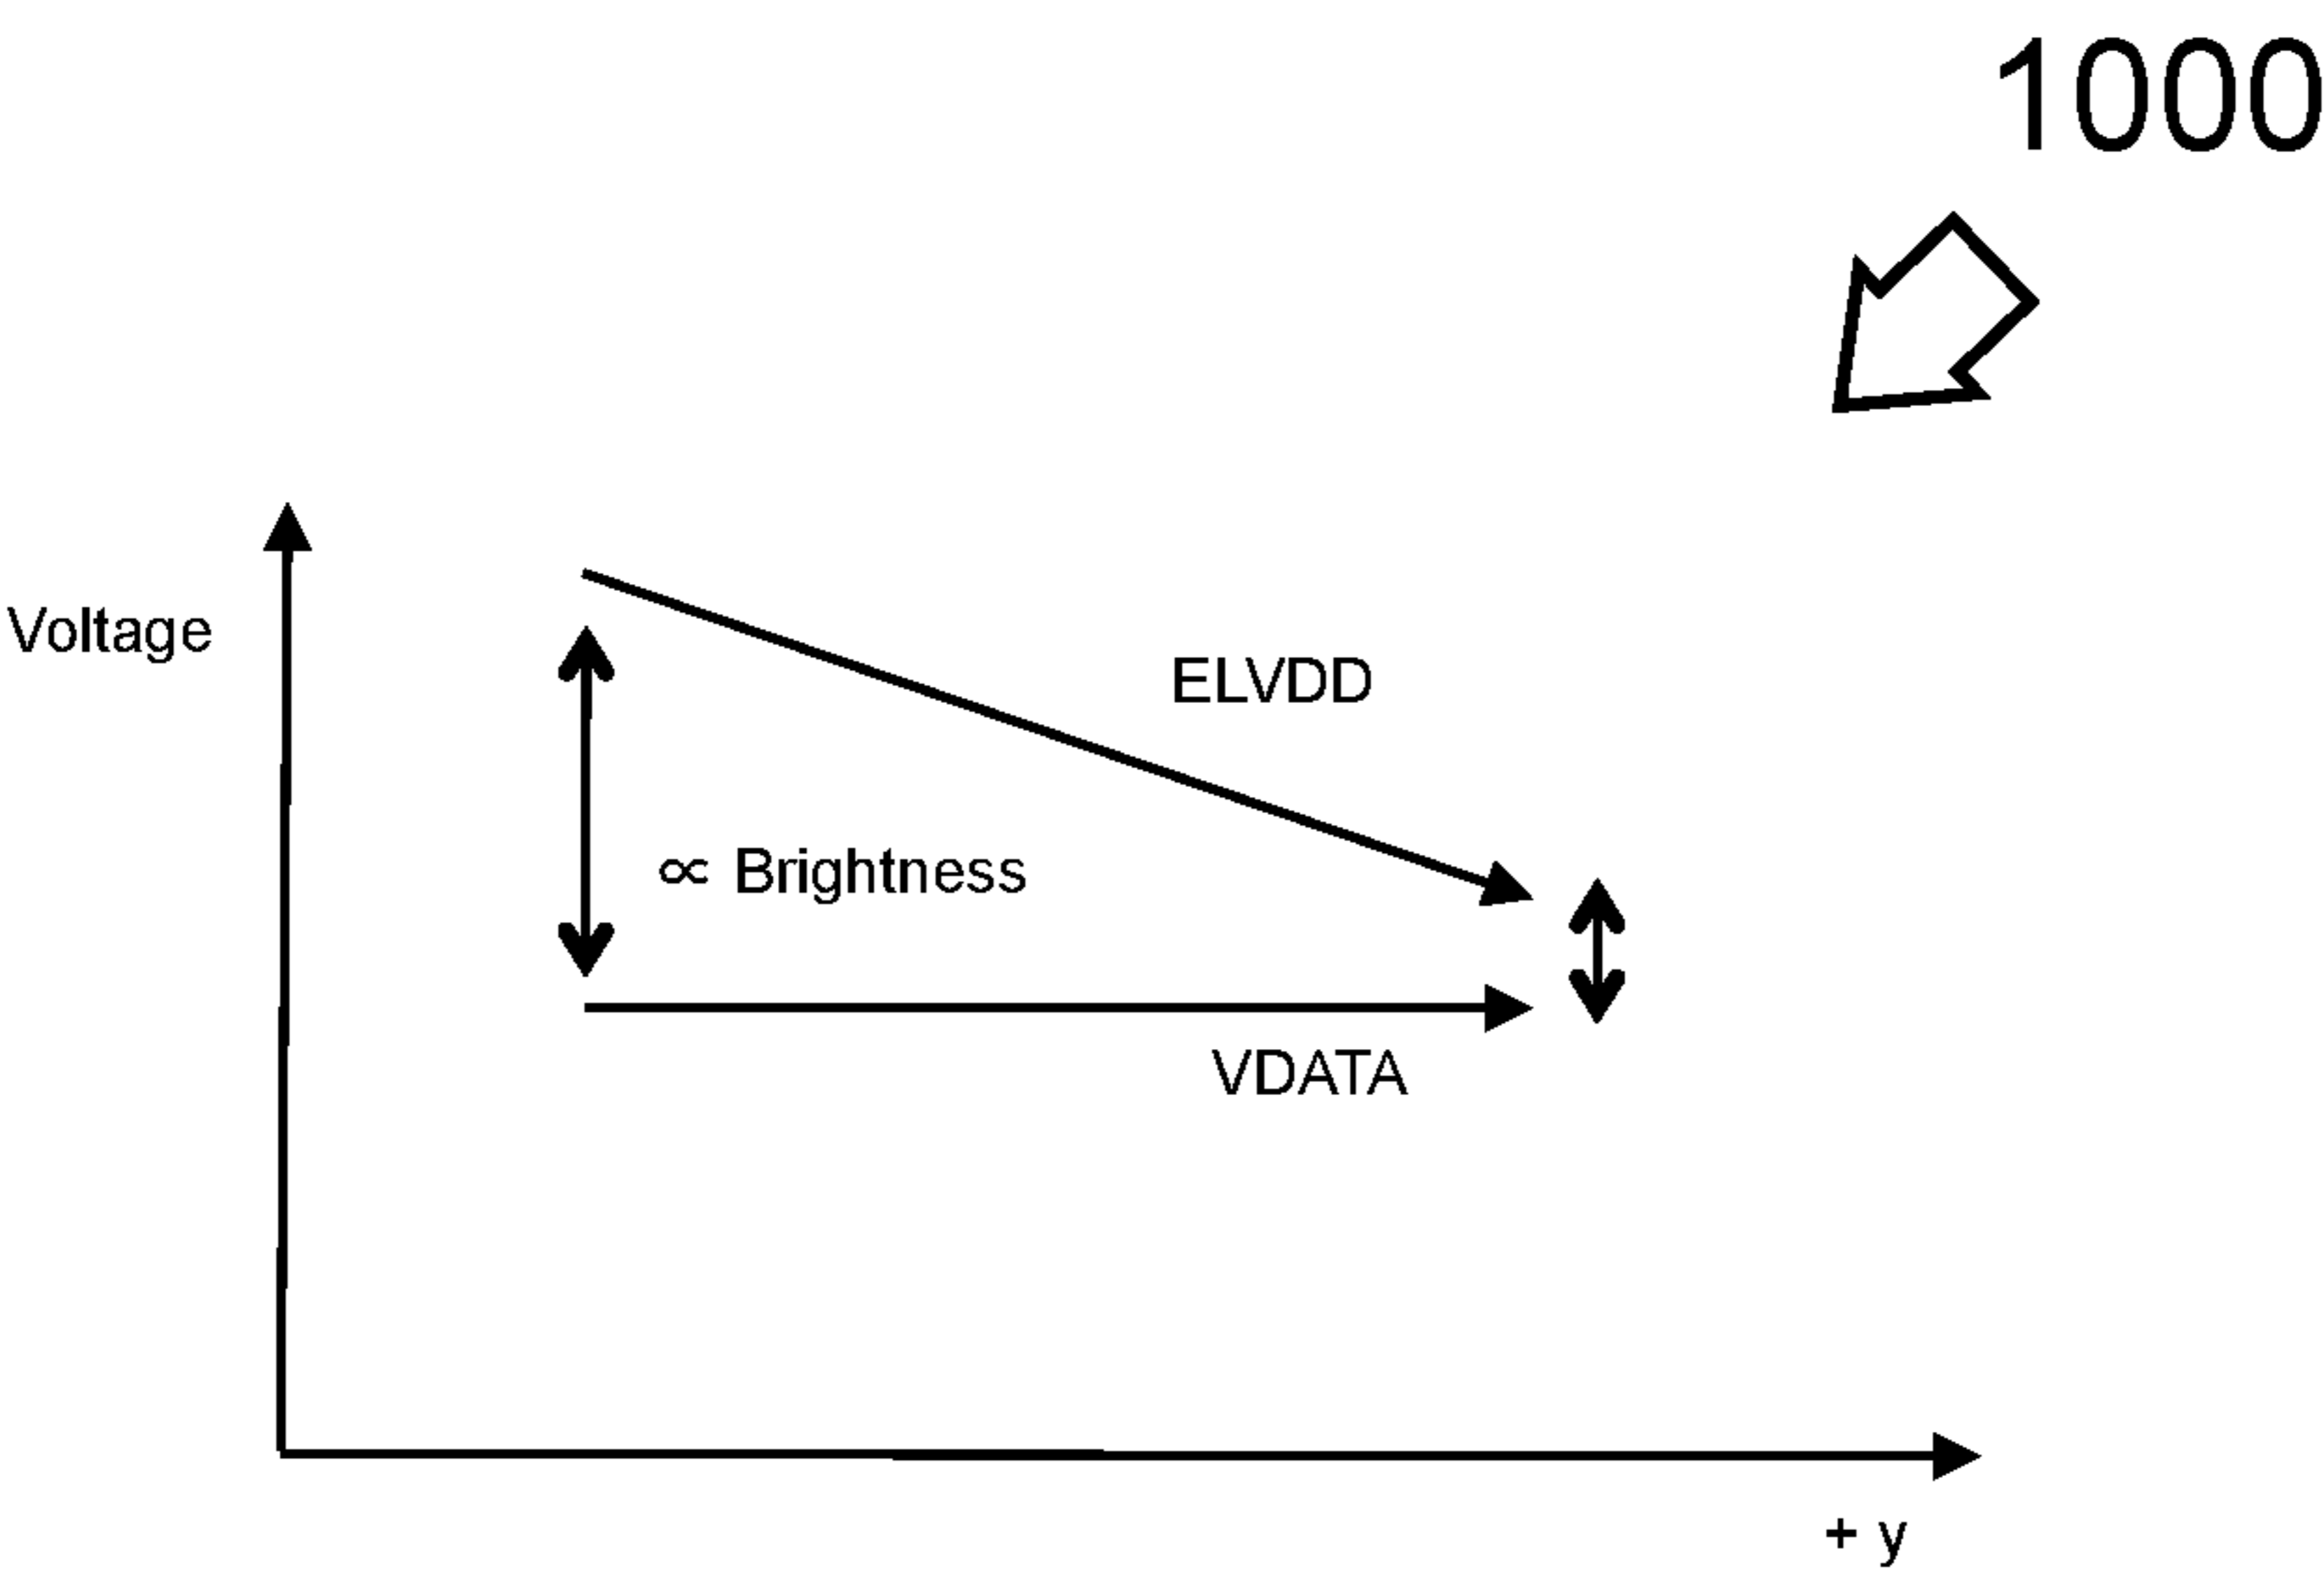 1000
Voltage
ELVDD
∝ Brightness
VDATA
+ y